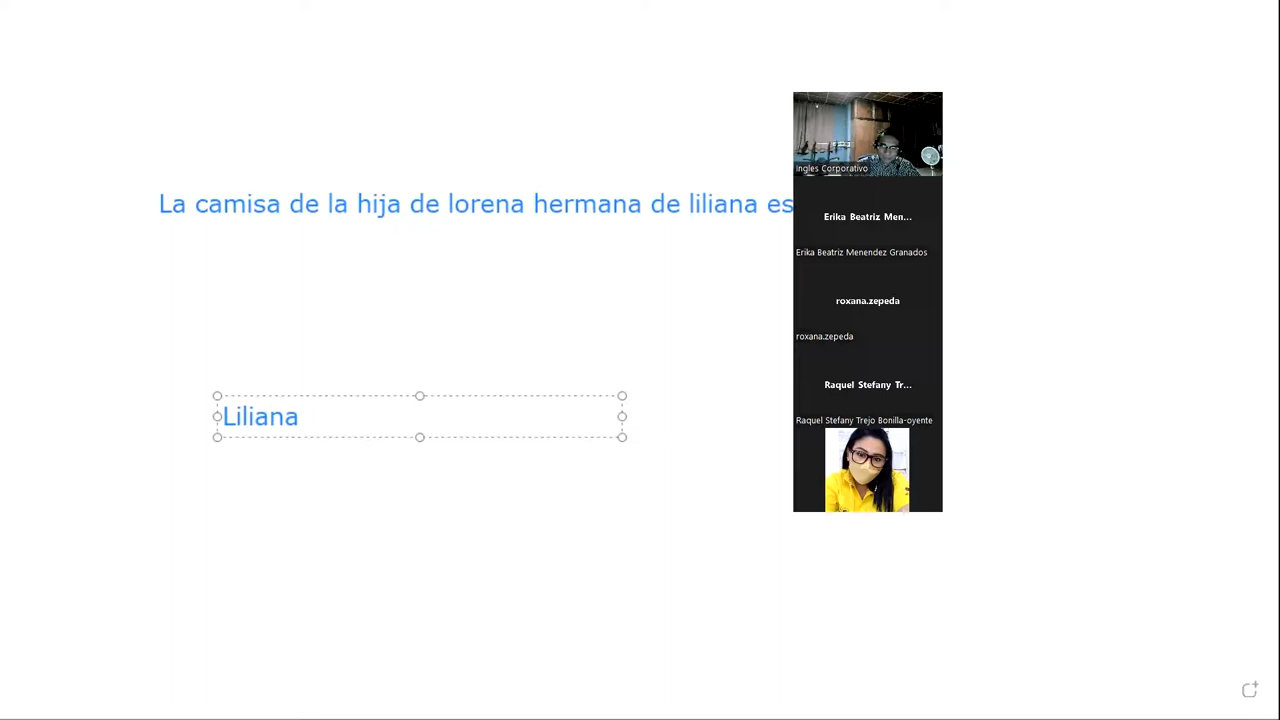 La camisa de la hija de lorena hermana de liliana es
Liliana
Ingles Corporativo
Erika Beatriz Men...
Erika Beatriz Menendez Granados
roxana.zepeda
roxana.zepeda
Raquel Stefany Tr...
Raquel Stefany Trejo Bonilla-oyente